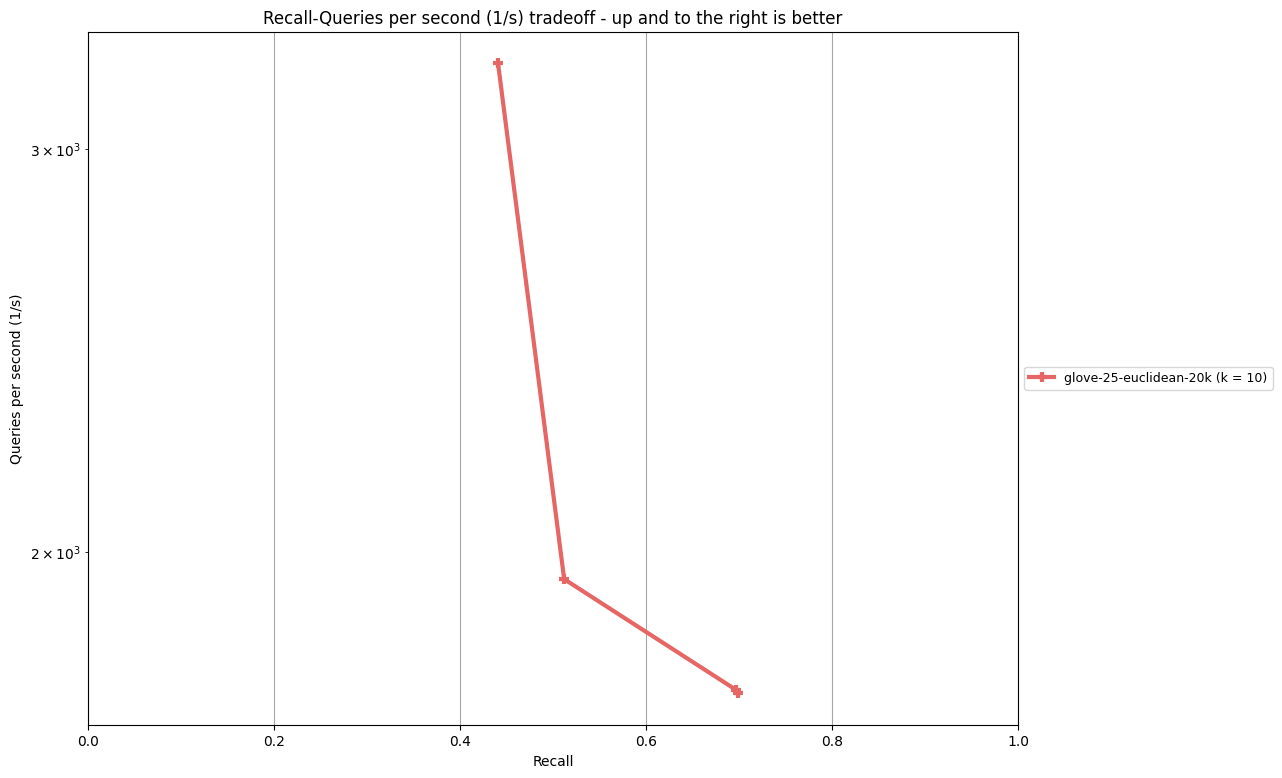 Recall-Queries per second (1/s) tradeoff - up and to the right is better
3 × 10³
2 × 10³
Queries per second (1/s)
0.0 0.2 0.4 0.6 0.8 1.0
Recall
glove-25-euclidean-20k (k = 10)